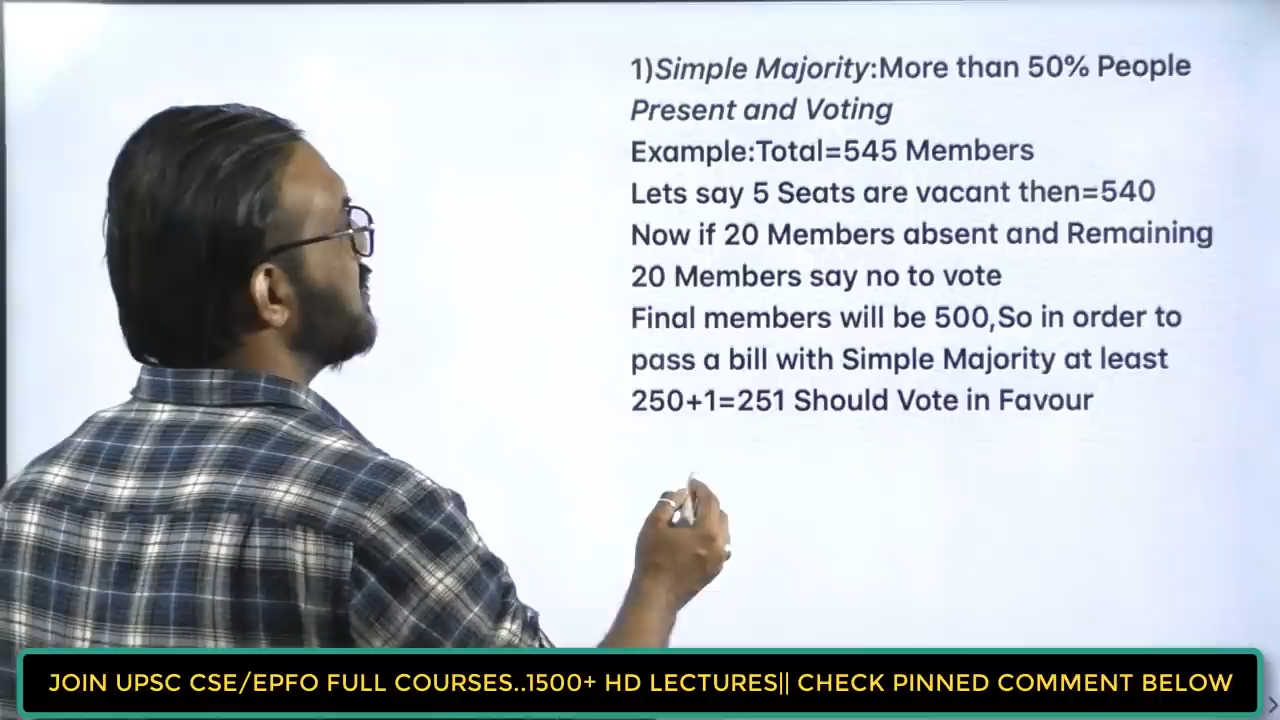 1)Simple Majority:More than 50% People
Present and Voting
Example:Total=545 Members
Lets say 5 Seats are vacant then=540
Now if 20 Members absent and Remaining
20 Members say no to vote
Final members will be 500,So in order to
pass a bill with Simple Majority at least
250+1=251 Should Vote in Favour
JOIN UPSC CSE/EPFO FULL COURSES..1500+ HD LECTURES|| CHECK PINNED COMMENT BELOW